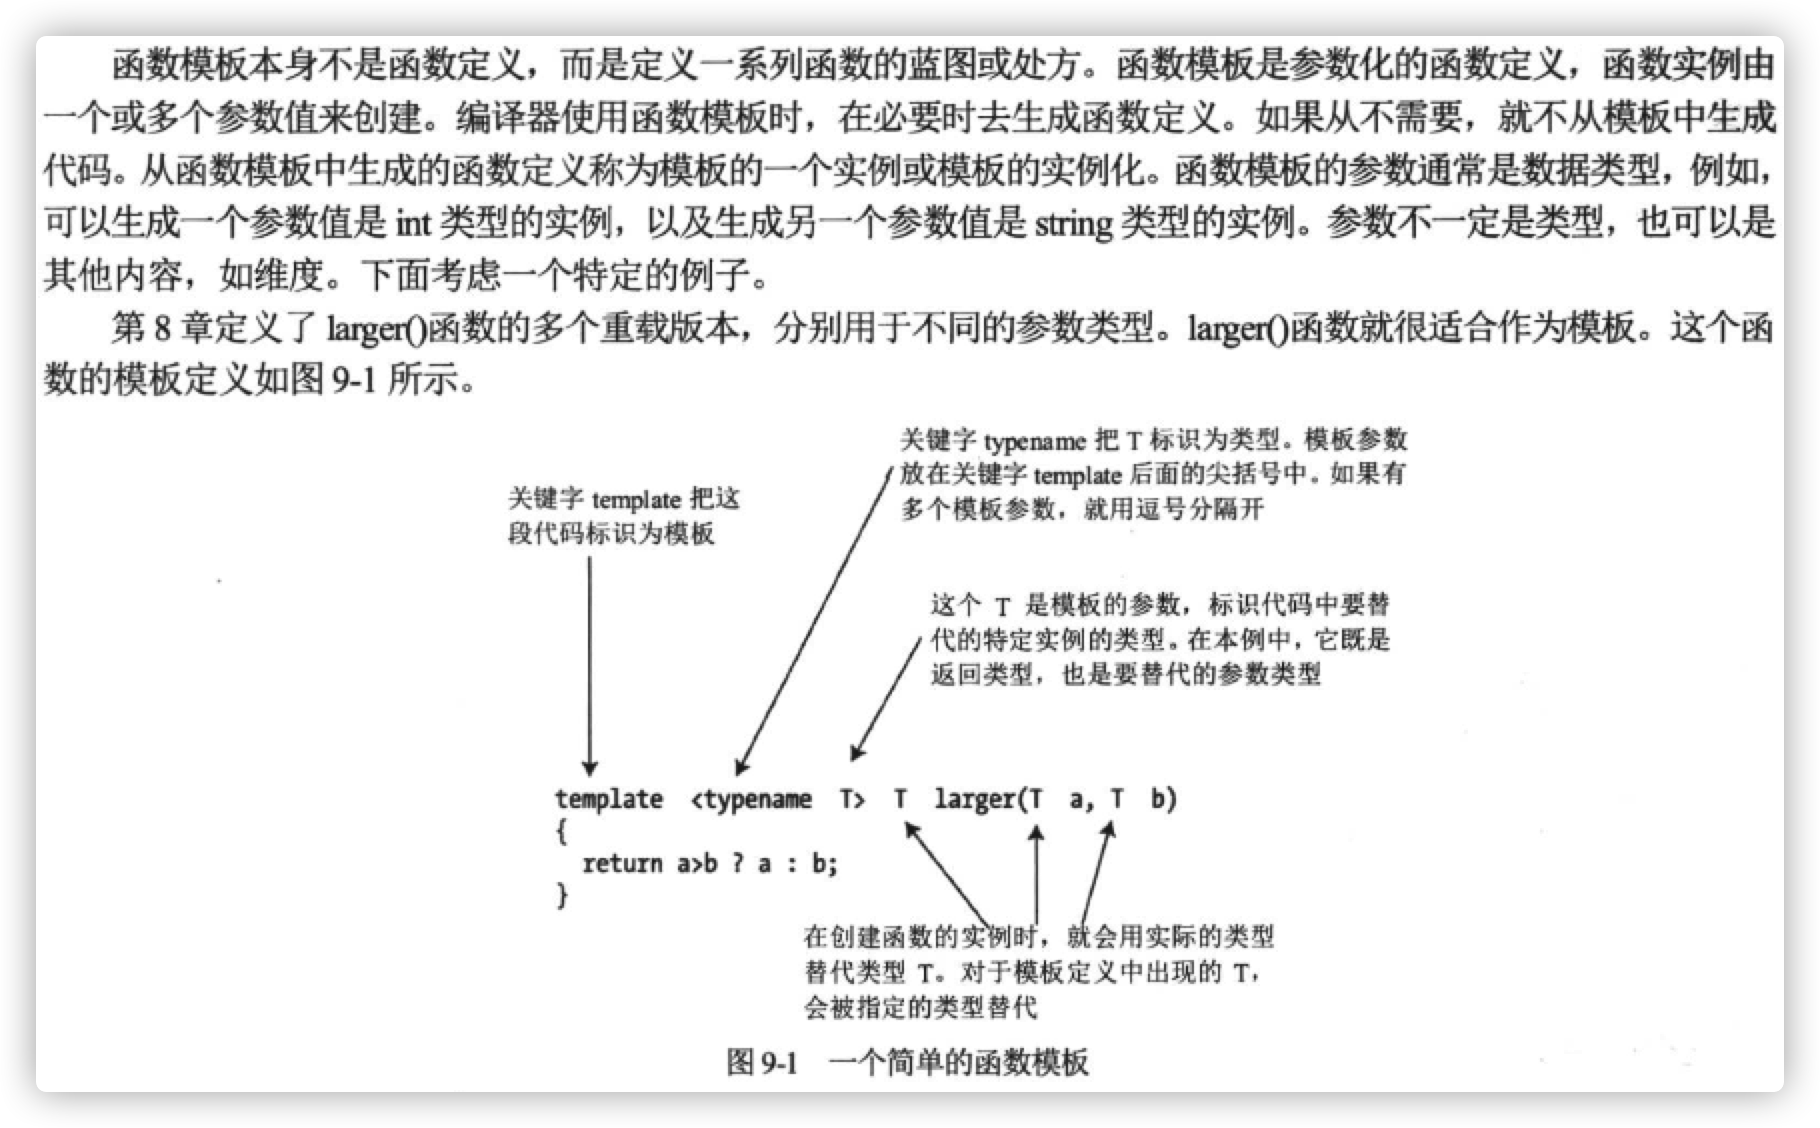 函数模板本身不是函数定义，而是定义一系列函数的蓝图或处方。函数模板是参数化的函数定义，函数实例由
一个或多个参数值来创建。编译器使用函数模板时，在必要时去生成函数定义。如果从不需要，就不从模板中生成
代码。从函数模板中生成的函数定义称为模板的一个实例或模板的实例化。函数模板的参数通常是数据类型，例如，
可以生成一个参数值是 int 类型的实例，以及生成另一个参数值是 string 类型的实例。参数不一定是类型，也可以是
其他内容，如维度。下面考虑一个特定的例子。
第 8 章定义了 larger()函数的多个重载版本，分别用于不同的参数类型。larger()函数就很适合作为模板。这个函
数的模板定义如图 9-1 所示。
关键字 typename 把 T 标识为类型。模板参数
放在关键字 template 后面的尖括号中。如果有
多个模板参数，就用逗号分隔开
关键字 template 把这
段代码标识为模板
这个 T 是模板的参数，标识代码中要替
代的特定实例的类型。在本例中，它既是
返回类型，也是要替代的参数类型
template <typename T> T larger(T a, T b)
{
return a>b ? a : b;
}
在创建函数的实例时，就会用实际的类型
替代类型 T。对于模板定义中出现的 T，
会被指定的类型替代
图 9-1 一个简单的函数模板